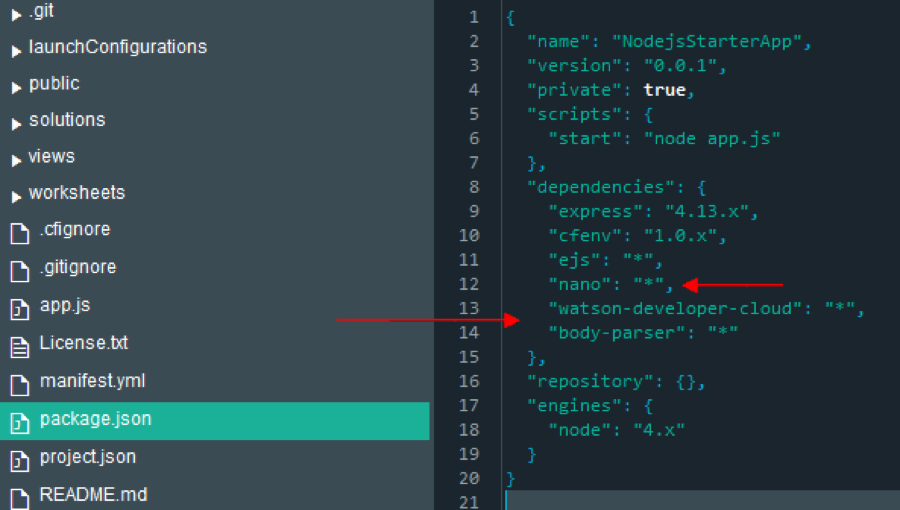 .git
launchConfigurations
public
solutions
views
worksheets
.cfignore
.gitignore
app.js
License.txt
manifest.yml
package.json
project.json
README.md
1 {
2 "name": "NodejsStarterApp",
3 "version": "0.0.1",
4 "private": true,
5 "scripts": {
6 "start": "node app.js"
7 },
8 "dependencies": {
9 "express": "4.13.x",
10 "cfenv": "1.0.x",
11 "ejs": "*",
12 "nano": "*",
13 "watson-developer-cloud": "*",
14 "body-parser": "*"
15 },
16 "repository": {},
17 "engines": {
18 "node": "4.x"
19 }
20 }
21